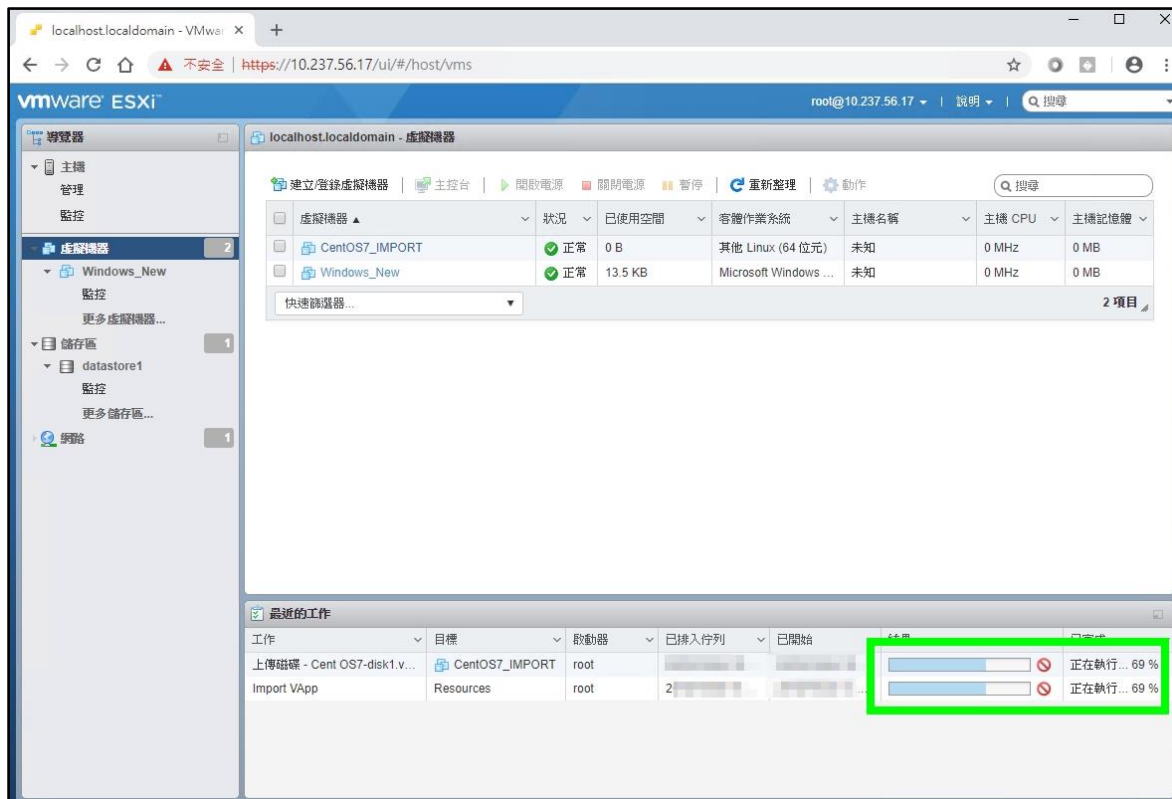 localhost.localdomain - VMwar
不安全 | https://10.237.56.17/ui/#/host/vms
vmware ESXi™
root@10.237.56.17 | 說明 | 搜尋
導覽器
主機
管理
監控
虛擬機器 2
Windows_New
監控
更多虛擬機器...
儲存區 1
datastore1
監控
更多儲存區...
網路 1
localhost.localdomain - 虛擬機器
建立/登錄虛擬機器 | 主控台 | 開啟電源 關閉電源 暫停 | 重新整理 | 動作 搜尋
虛擬機器 狀況 已使用空間 客體作業系統 主機名稱 主機 CPU 主機記憶體
CentOS7_IMPORT 正常 0 B 其他 Linux (64 位元) 未知 0 MHz 0 MB
Windows_New 正常 13.5 KB Microsoft Windows ... 未知 0 MHz 0 MB
快速篩選器... 2 項目
最近的工作
工作 目標 啟動器 已排入佇列 已開始 結果 已完成
上傳磁碟 - Cent OS7-disk1.v... CentOS7_IMPORT root 正在執行... 69 %
Import VApp Resources root 2 ... 正在執行... 69 %